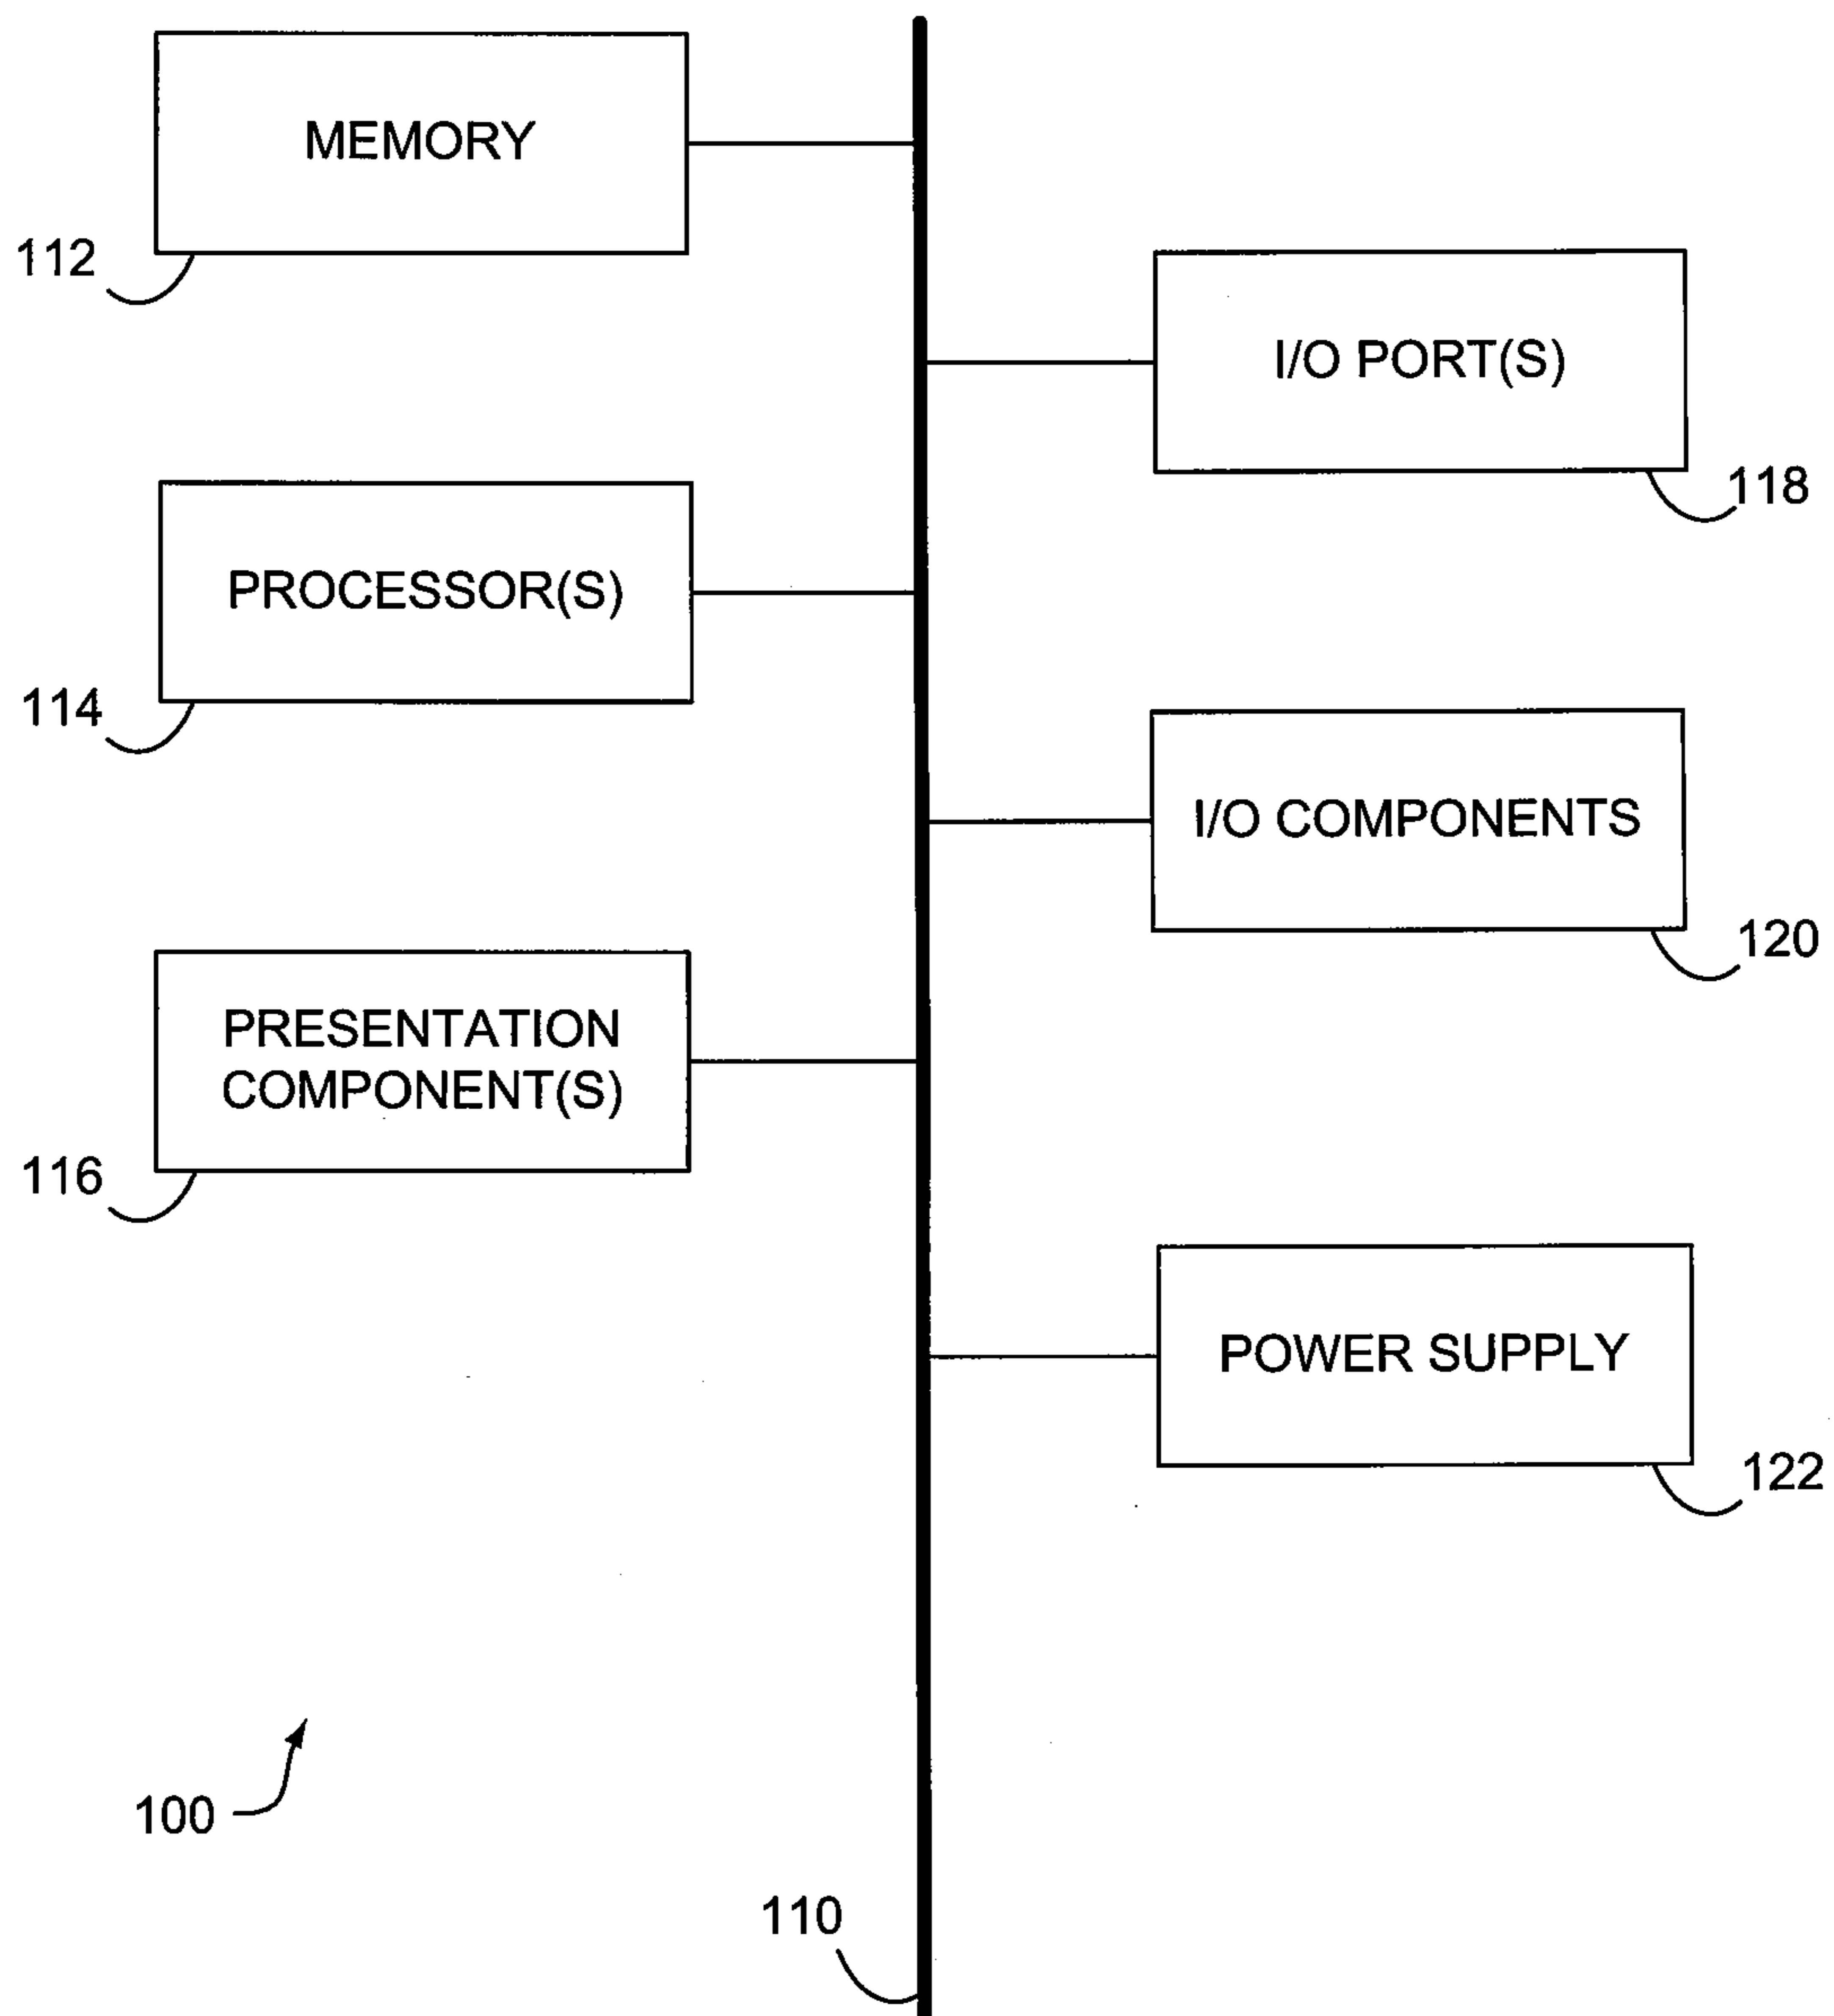 MEMORY
112
I/O PORT(S)
118
PROCESSOR(S)
114
I/O COMPONENTS
120
PRESENTATION
COMPONENT(S)
116
POWER SUPPLY
122
100
110